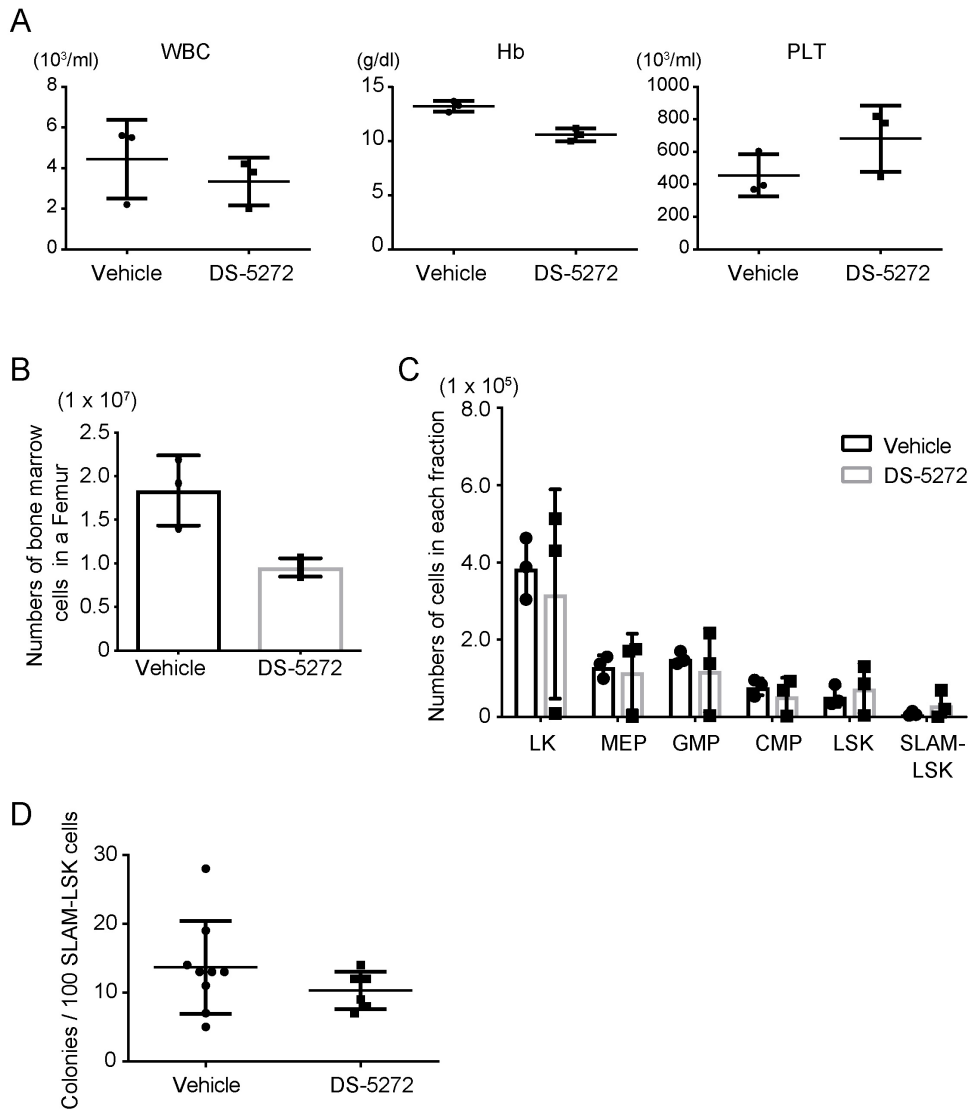 A
WBC
(10³/ml)
8
6
4
2
0
Vehicle
DS-5272
Hb
(g/dl)
15
10
5
0
Vehicle
DS-5272
PLT
(10³/ml)
1000
800
600
400
200
0
Vehicle
DS-5272
B
(1 x 10⁷)
Numbers of bone marrow
cells in a Femur
2.5
2.0
1.5
1.0
0.5
0
Vehicle
DS-5272
C
(1 x 10⁵)
Numbers of cells in each fraction
8.0
6.0
4.0
2.0
0
Vehicle
DS-5272
LK
MEP
GMP
CMP
LSK
SLAM-
LSK
D
Colonies / 100 SLAM-LSK cells
30
20
10
0
Vehicle
DS-5272